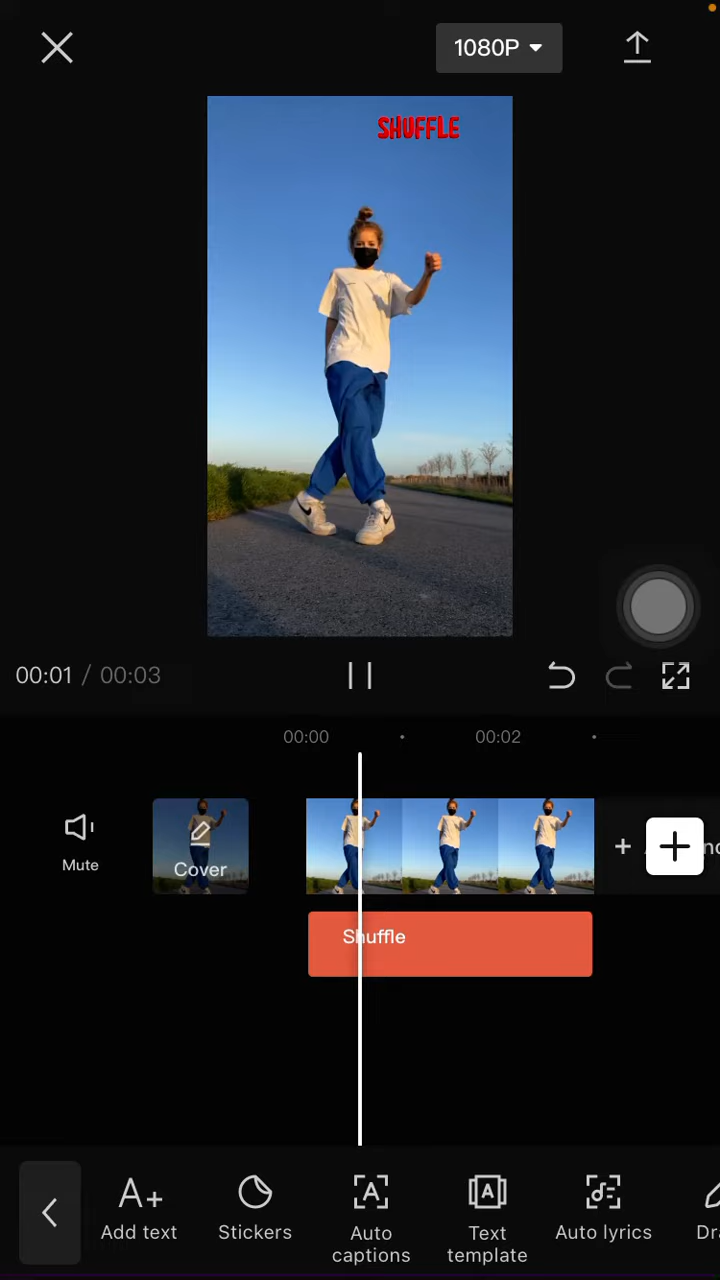 1080P
SHUFFLE
00:01 / 00:03
00:00
00:02
Mute
Cover
Shuffle
Add text
Stickers
Auto
captions
Text
template
Auto lyrics